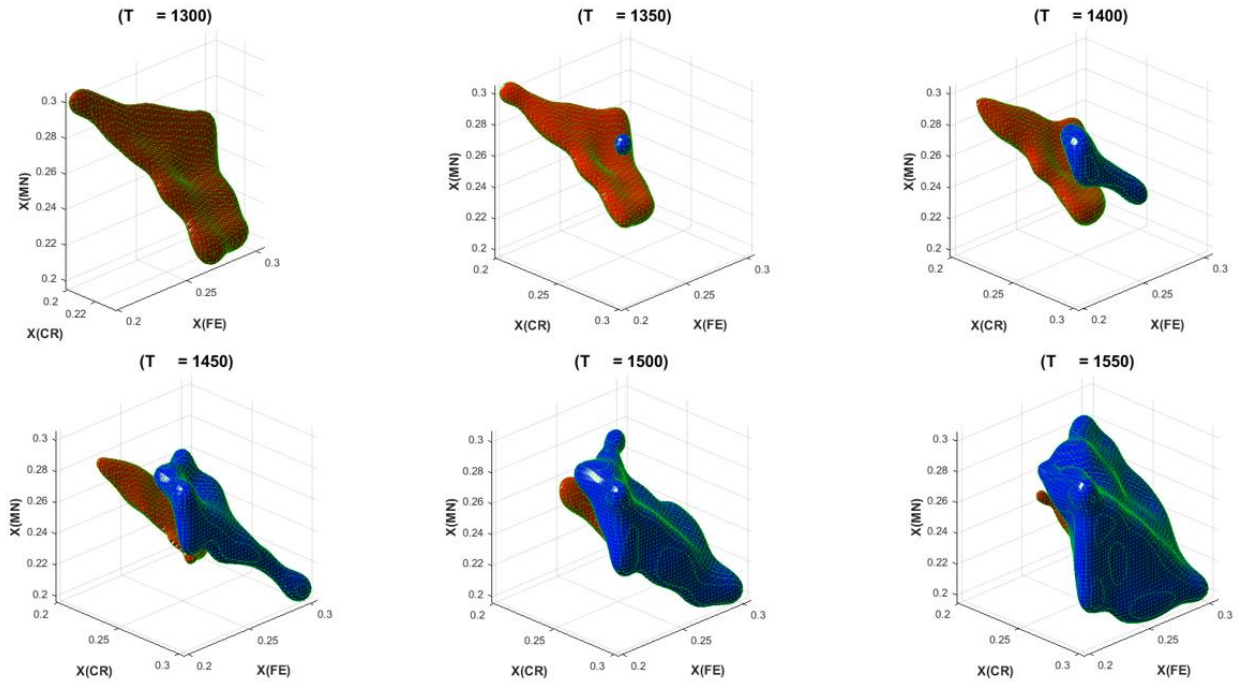 (T = 1300)
0.3
0.28
0.26
0.24
0.22
0.2
X(MN)
0.2
0.22
X(CR)
0.2
0.25
0.3
X(FE)
(T = 1350)
0.3
0.28
0.26
0.24
0.22
0.2
X(MN)
0.2
0.25
0.3
X(CR)
0.2
0.25
0.3
X(FE)
(T = 1400)
0.3
0.28
0.26
0.24
0.22
0.2
X(MN)
0.2
0.25
0.3
X(CR)
0.2
0.25
0.3
X(FE)
(T = 1450)
0.3
0.28
0.26
0.24
0.22
0.2
X(MN)
0.2
0.25
0.3
X(CR)
0.2
0.25
0.3
X(FE)
(T = 1500)
0.3
0.28
0.26
0.24
0.22
0.2
X(MN)
0.2
0.25
0.3
X(CR)
0.2
0.25
0.3
X(FE)
(T = 1550)
0.3
0.28
0.26
0.24
0.22
0.2
X(MN)
0.2
0.25
0.3
X(CR)
0.2
0.25
0.3
X(FE)